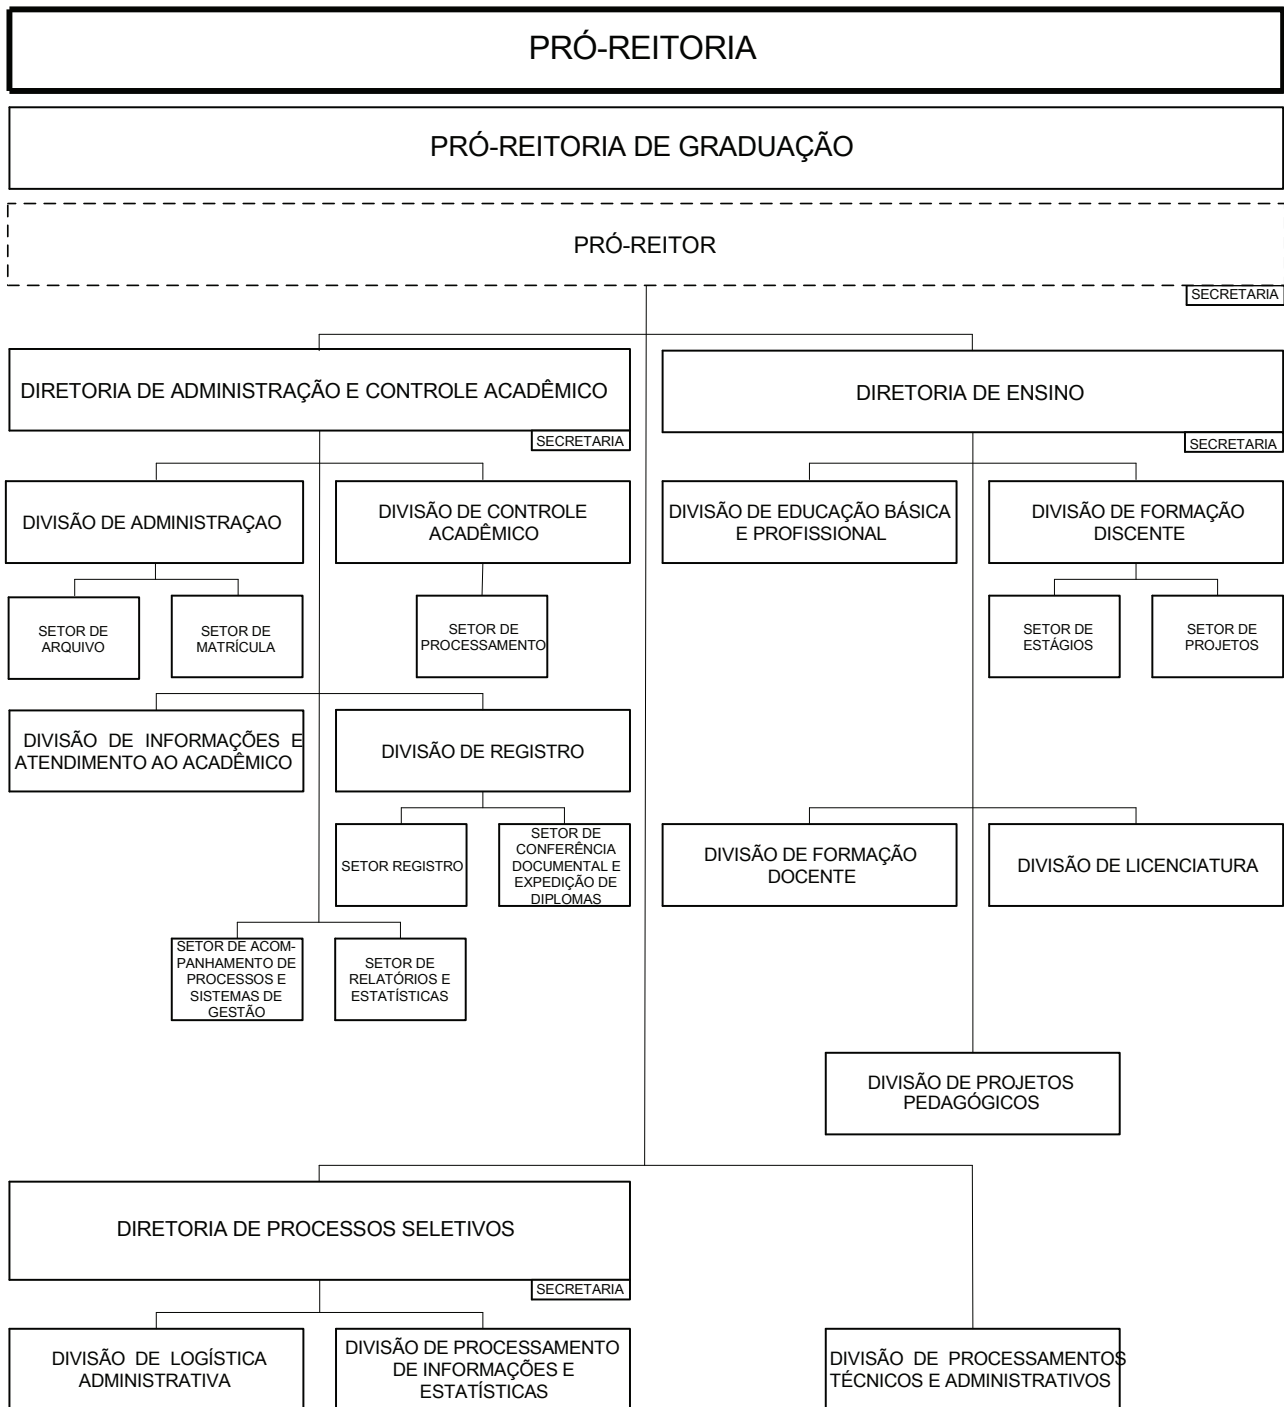 PRÓ-REITORIA
PRÓ-REITORIA DE GRADUAÇÃO
PRÓ-REITOR
SECRETARIA
DIRETORIA DE ADMINISTRAÇÃO E CONTROLE ACADÊMICO
SECRETARIA
DIRETORIA DE ENSINO
SECRETARIA
DIVISÃO DE ADMINISTRAÇAO
DIVISÃO DE CONTROLE
ACADÊMICO
DIVISÃO DE EDUCAÇÃO BÁSICA
E PROFISSIONAL
DIVISÃO DE FORMAÇÃO
DISCENTE
SETOR DE
ARQUIVO
SETOR DE
MATRÍCULA
SETOR DE
PROCESSAMENTO
SETOR DE
ESTÁGIOS
SETOR DE
PROJETOS
DIVISÃO DE INFORMAÇÕES E
ATENDIMENTO AO ACADÊMICO
DIVISÃO DE REGISTRO
SETOR REGISTRO
SETOR DE
CONFERÊNCIA
DOCUMENTAL E
EXPEDIÇÃO DE
DIPLOMAS
DIVISÃO DE FORMAÇÃO
DOCENTE
DIVISÃO DE LICENCIATURA
SETOR DE ACOM-
PANHAMENTO DE
PROCESSOS E
SISTEMAS DE
GESTÃO
SETOR DE
RELATÓRIOS E
ESTATÍSTICAS
DIVISÃO DE PROJETOS
PEDAGÓGICOS
DIRETORIA DE PROCESSOS SELETIVOS
SECRETARIA
DIVISÃO DE LOGÍSTICA
ADMINISTRATIVA
DIVISÃO DE PROCESSAMENTO
DE INFORMAÇÕES E
ESTATÍSTICAS
DIVISÃO DE PROCESSAMENTOS
TÉCNICOS E ADMINISTRATIVOS